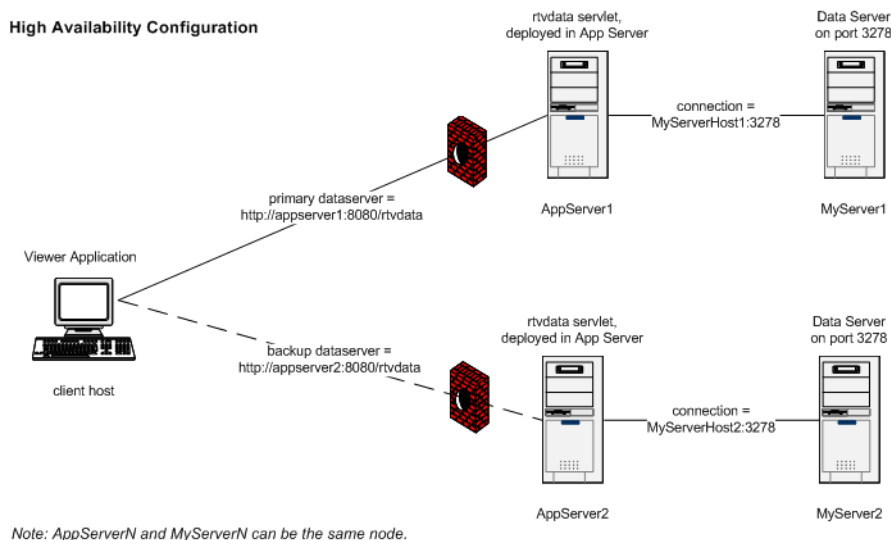 High Availability Configuration
rtvdata servlet,
deployed in App Server
Data Server
on port 3278
connection =
MyServerHost1:3278
primary dataserver =
http://appserver1:8080/rtvdata
AppServer1
MyServer1
Viewer Application
client host
backup dataserver =
http://appserver2:8080/rtvdata
rtvdata servlet,
deployed in App Server
Data Server
on port 3278
connection =
MyServerHost2:3278
AppServer2
MyServer2
Note: AppServerN and MyServerN can be the same node.